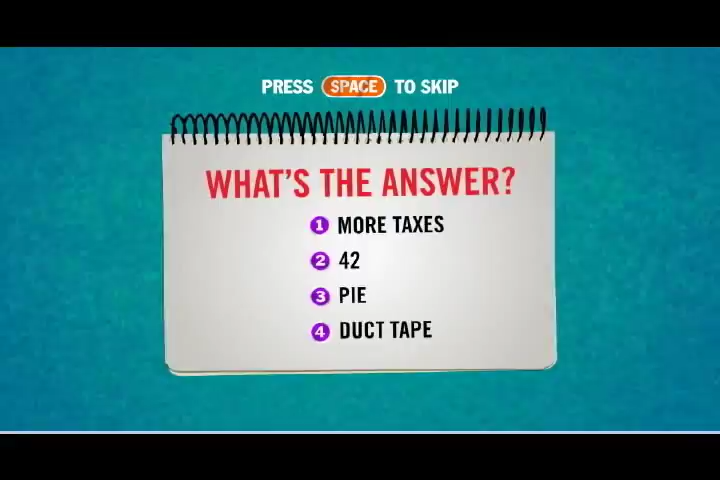 PRESS SPACE TO SKIP
WHAT'S THE ANSWER?
1 MORE TAXES
2 42
3 PIE
4 DUCT TAPE